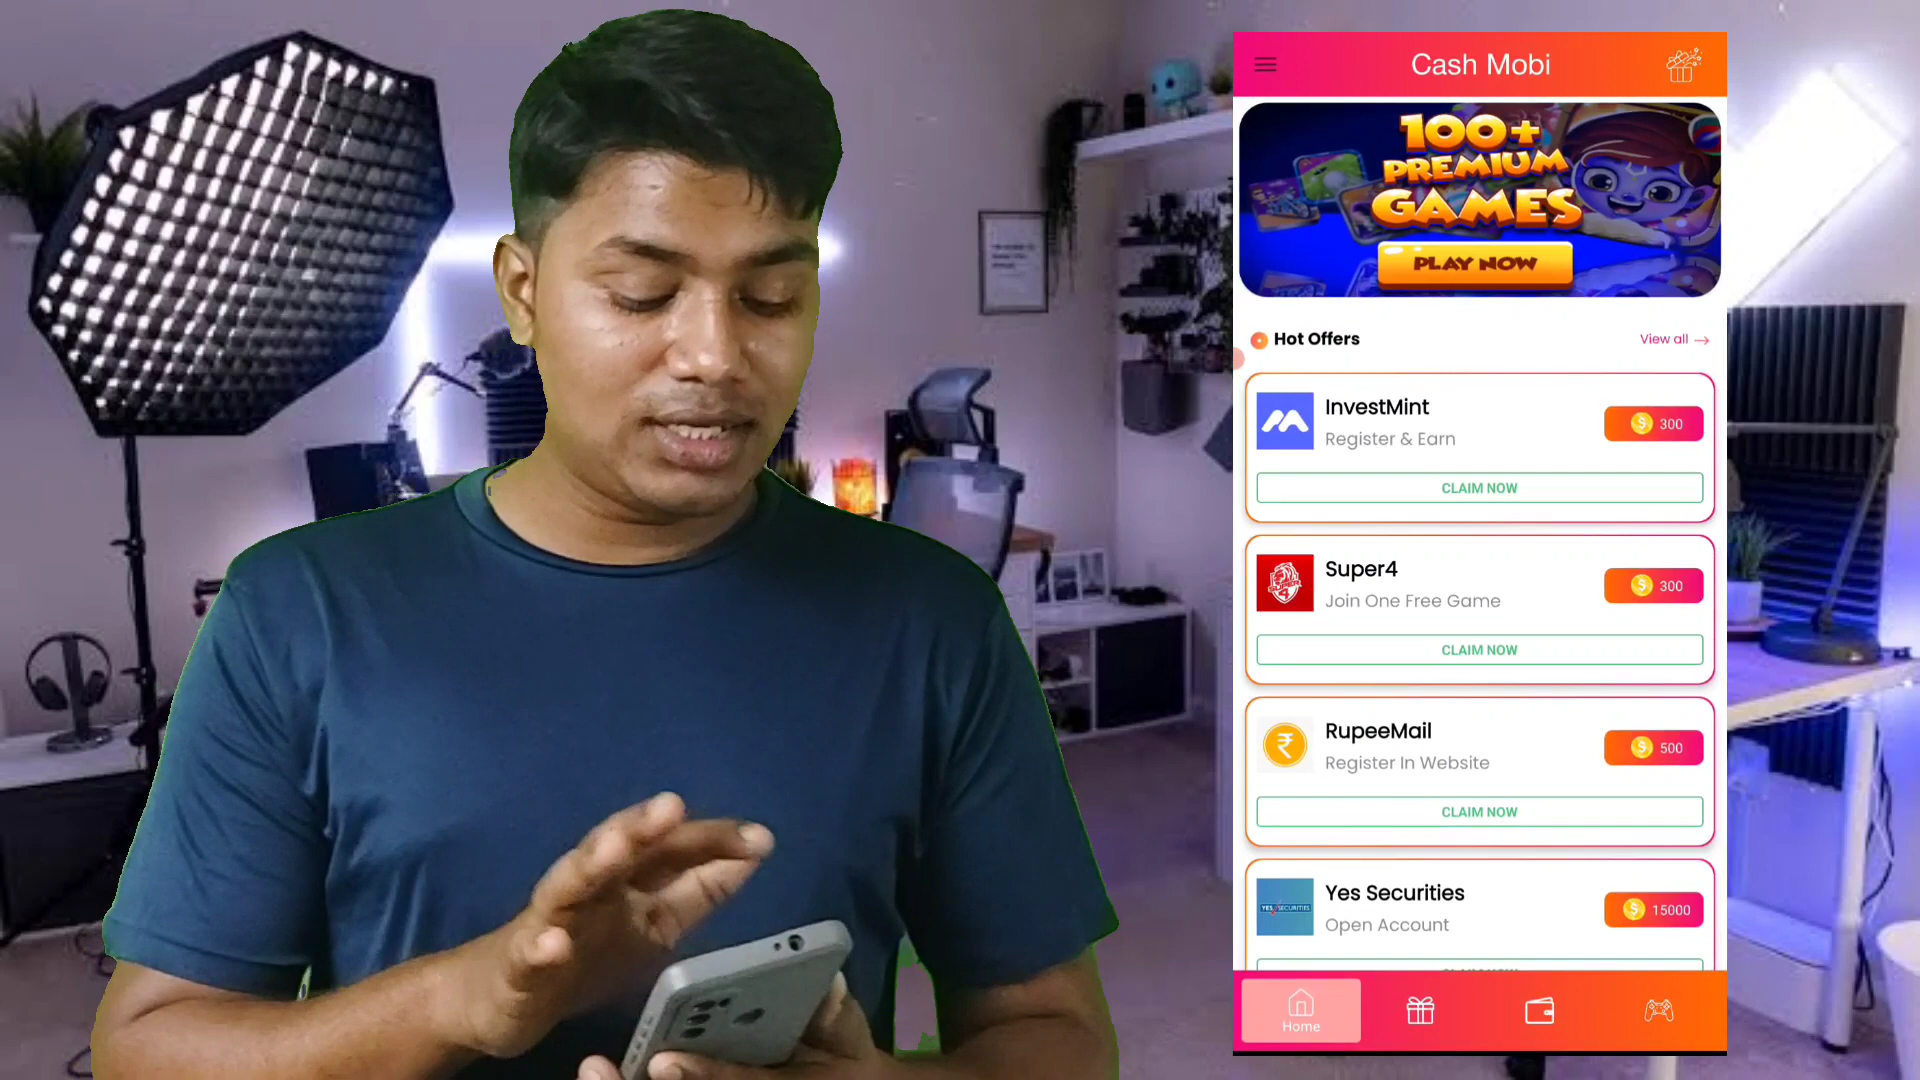 Cash Mobi
100+
PREMIUM
GAMES
PLAY NOW
Hot Offers
View all →
InvestMint
300
Register & Earn
CLAIM NOW
Super4
300
Join One Free Game
CLAIM NOW
RupeeMail
500
Register In Website
CLAIM NOW
Yes Securities
YES SECURITIES
15000
Open Account
Home